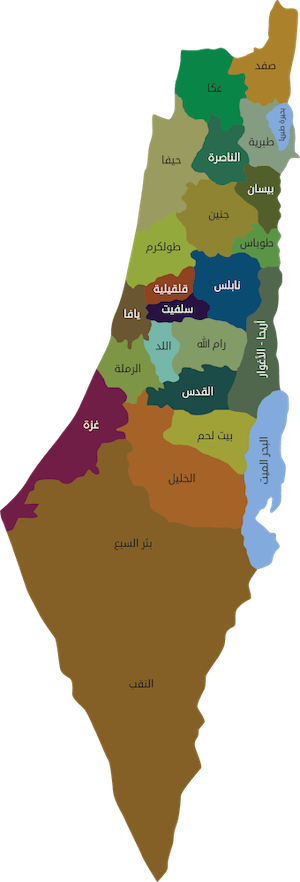 صفد
عكا
بحيرة طبريا
طبرية
الناصرة
حيفا
بيسان
جنين
طوباس
طولكرم
نابلس
قلقيلية
سلفيت
يافا
أريحا - الأغوار
رام الله
اللد
الرملة
القدس
غزة
بيت لحم
البحر الميت
الخليل
بئر السبع
النقب